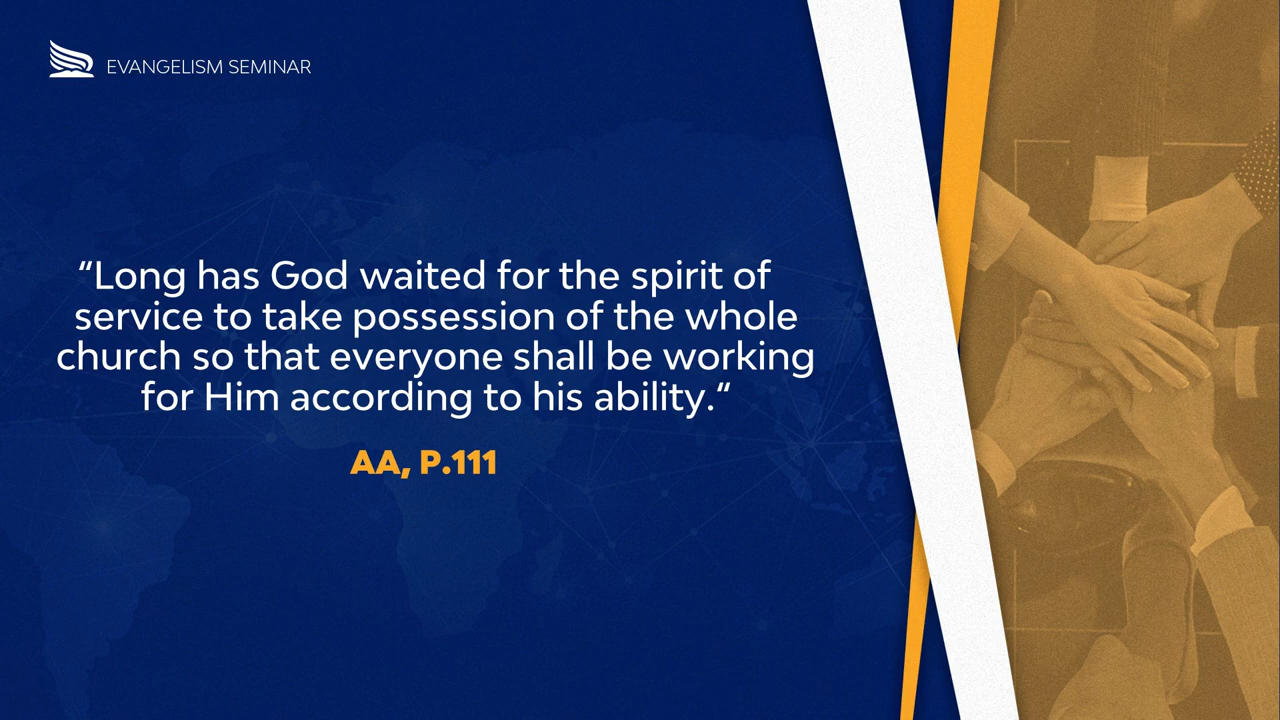 EVANGELISM SEMINAR
“Long has God waited for the spirit of
service to take possession of the whole
church so that everyone shall be working
for Him according to his ability.“
AA, P.111